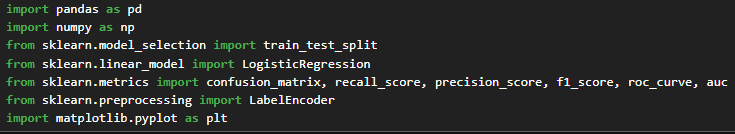 import pandas as pd
import numpy as np
from sklearn.model_selection import train_test_split
from sklearn.linear_model import LogisticRegression
from sklearn.metrics import confusion_matrix, recall_score, precision_score, f1_score, roc_curve, auc
from sklearn.preprocessing import LabelEncoder
import matplotlib.pyplot as plt